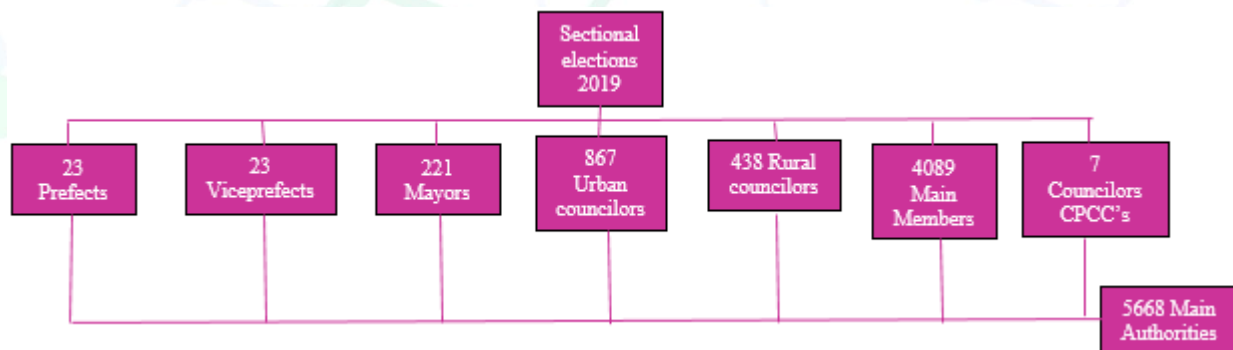 Sectional
elections
2019
23
Prefects
23
Viceprefects
221
Mayors
867
Urban
councilors
438 Rural
councilors
4089
Main
Members
7
Councilors
CPCC's
5668 Main
Authorities